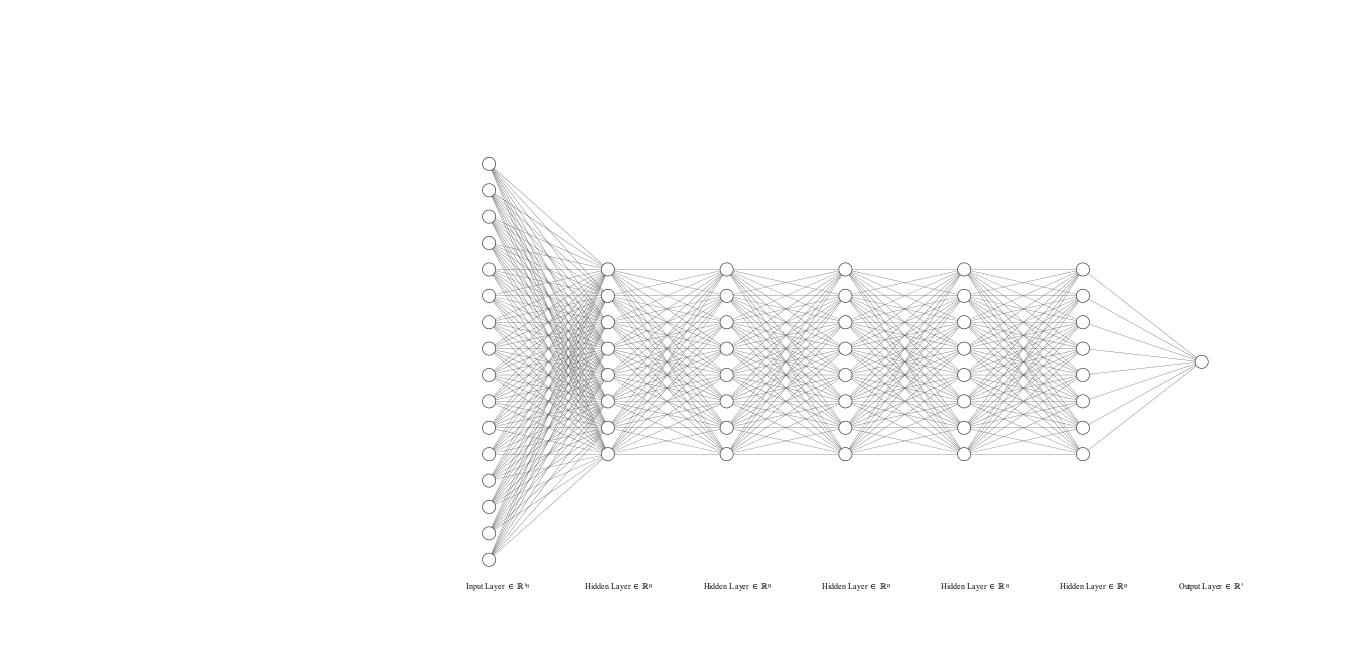 Input Layer ∈ ℝ¹⁶
Hidden Layer ∈ ℝ⁸
Hidden Layer ∈ ℝ⁸
Hidden Layer ∈ ℝ⁸
Hidden Layer ∈ ℝ⁸
Hidden Layer ∈ ℝ⁸
Output Layer ∈ ℝ¹